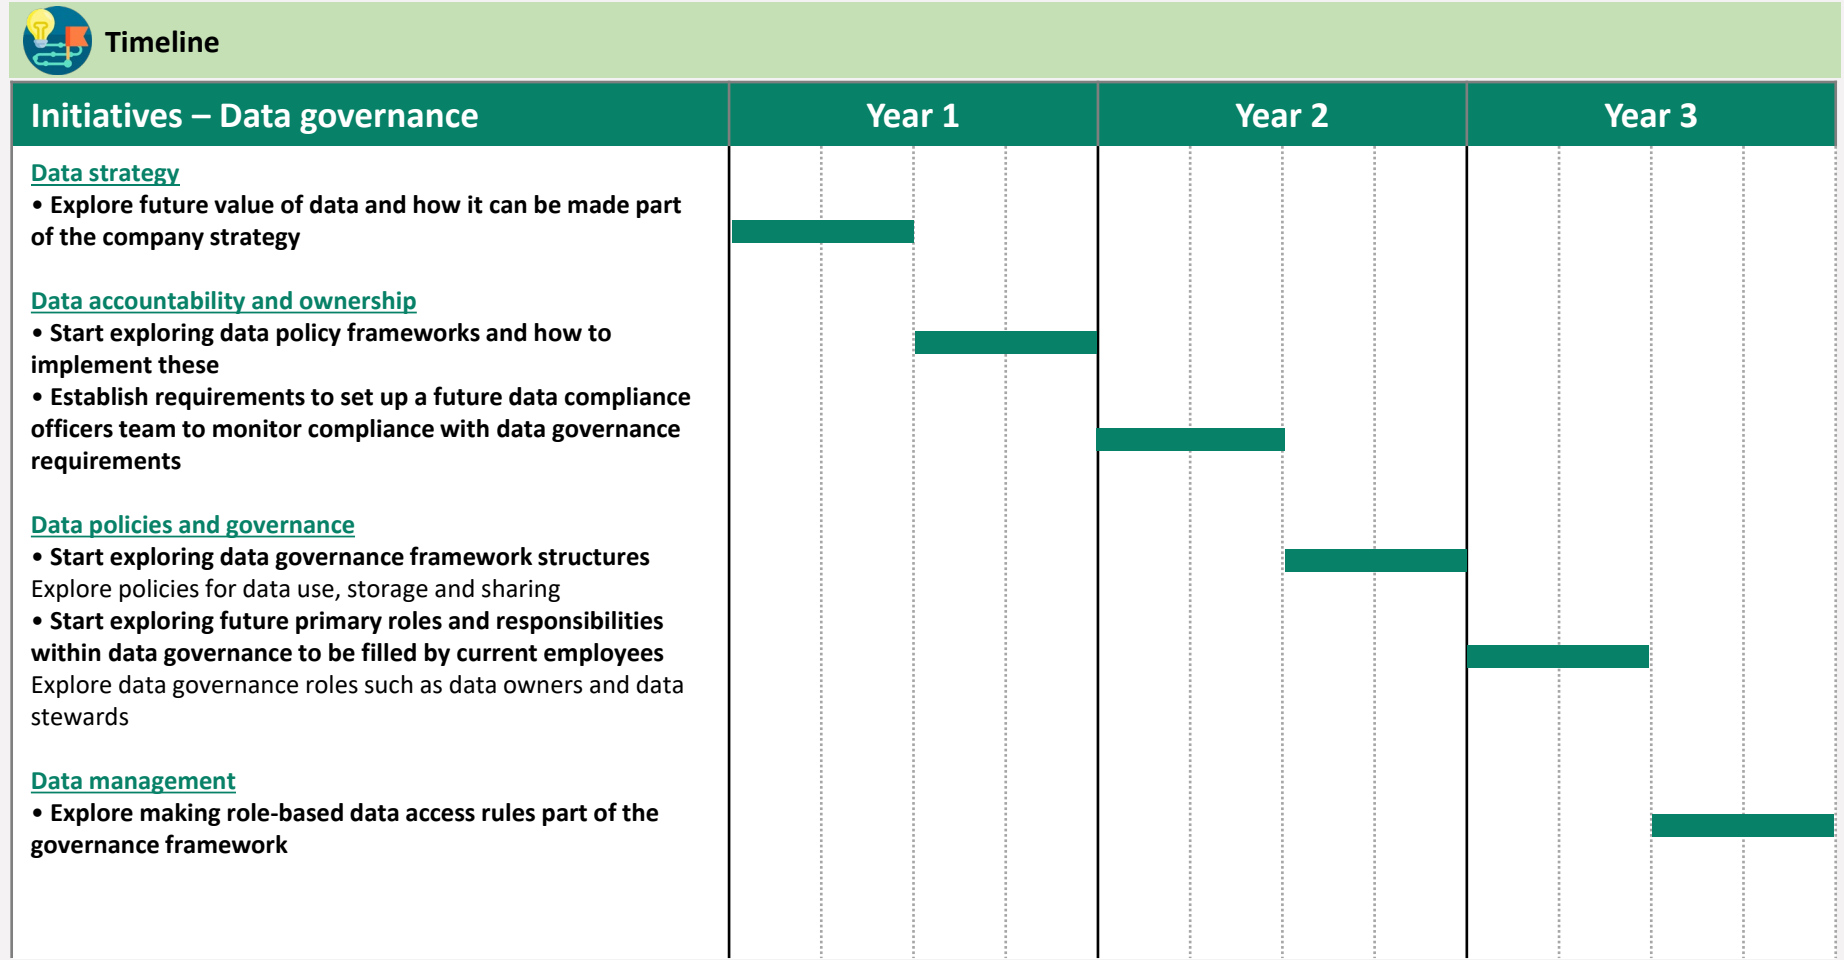 Timeline
Initiatives – Data governance
Year 1
Year 2
Year 3
Data strategy
• Explore future value of data and how it can be made part
of the company strategy
Data accountability and ownership
• Start exploring data policy frameworks and how to
implement these
• Establish requirements to set up a future data compliance
officers team to monitor compliance with data governance
requirements
Data policies and governance
• Start exploring data governance framework structures
Explore policies for data use, storage and sharing
• Start exploring future primary roles and responsibilities
within data governance to be filled by current employees
Explore data governance roles such as data owners and data
stewards
Data management
• Explore making role-based data access rules part of the
governance framework